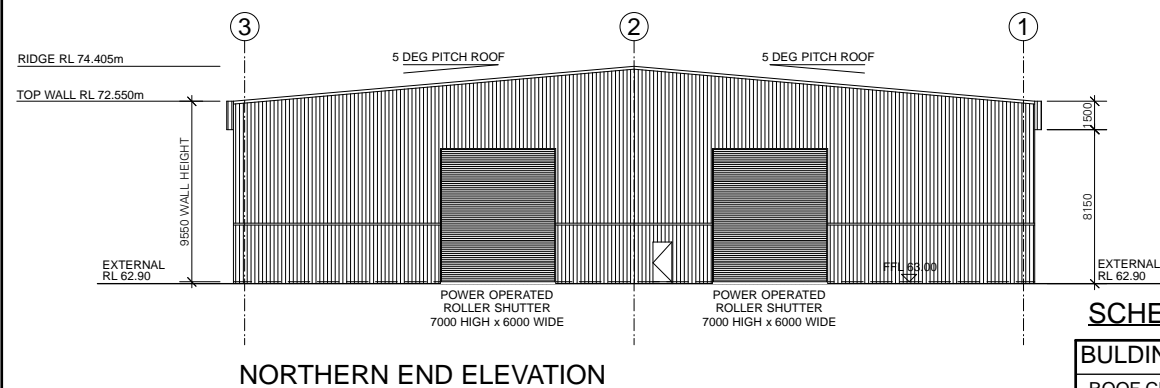 3
2
1
RIDGE RL 74.405m
5 DEG PITCH ROOF
5 DEG PITCH ROOF
TOP WALL RL 72.550m
1500
9550 WALL HEIGHT
8150
EXTERNAL
RL 62.90
FFL 63.00
EXTERNAL
RL 62.90
POWER OPERATED
ROLLER SHUTTER
7000 HIGH x 6000 WIDE
POWER OPERATED
ROLLER SHUTTER
7000 HIGH x 6000 WIDE
SCHE
NORTHERN END ELEVATION
BULDIN